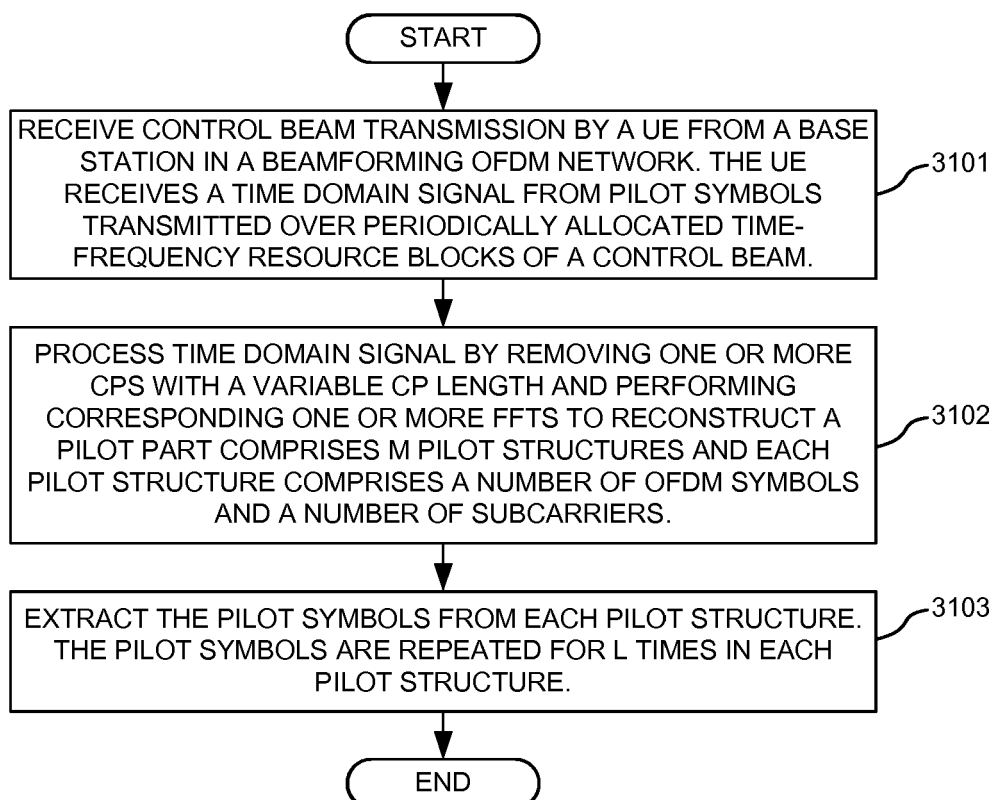 START
RECEIVE CONTROL BEAM TRANSMISSION BY A UE FROM A BASE
STATION IN A BEAMFORMING OFDM NETWORK. THE UE
RECEIVES A TIME DOMAIN SIGNAL FROM PILOT SYMBOLS
TRANSMITTED OVER PERIODICALLY ALLOCATED TIME-
FREQUENCY RESOURCE BLOCKS OF A CONTROL BEAM.
3101
PROCESS TIME DOMAIN SIGNAL BY REMOVING ONE OR MORE
CPS WITH A VARIABLE CP LENGTH AND PERFORMING
CORRESPONDING ONE OR MORE FFTS TO RECONSTRUCT A
PILOT PART COMPRISES M PILOT STRUCTURES AND EACH
PILOT STRUCTURE COMPRISES A NUMBER OF OFDM SYMBOLS
AND A NUMBER OF SUBCARRIERS.
3102
EXTRACT THE PILOT SYMBOLS FROM EACH PILOT STRUCTURE.
THE PILOT SYMBOLS ARE REPEATED FOR L TIMES IN EACH
PILOT STRUCTURE.
3103
END